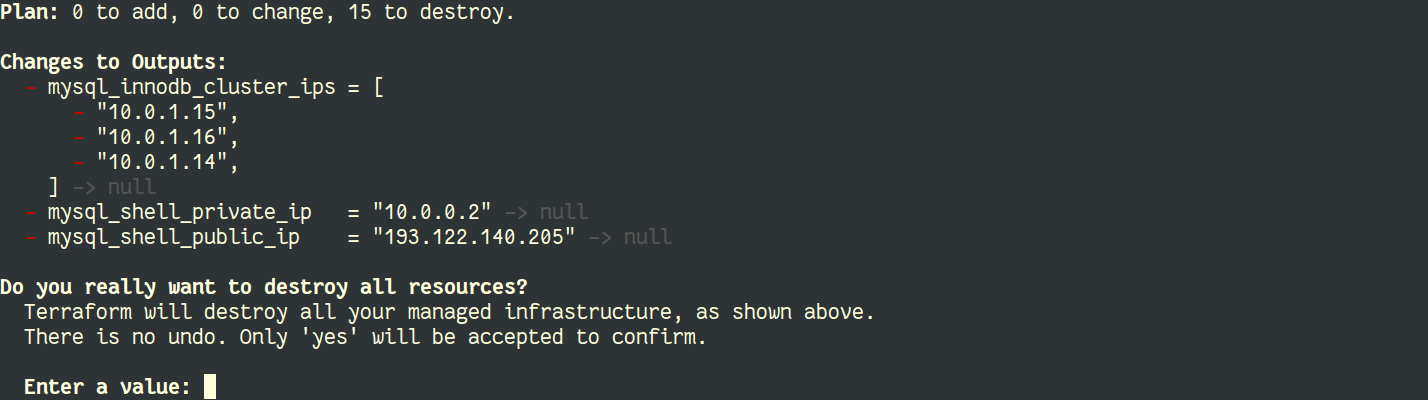 Plan: 0 to add, 0 to change, 15 to destroy.
Changes to Outputs:
- mysql_innodb_cluster_ips = [
- "10.0.1.15",
- "10.0.1.16",
- "10.0.1.14",
] -> null
- mysql_shell_private_ip = "10.0.0.2" -> null
- mysql_shell_public_ip = "193.122.140.205" -> null
Do you really want to destroy all resources?
Terraform will destroy all your managed infrastructure, as shown above.
There is no undo. Only 'yes' will be accepted to confirm.
Enter a value: